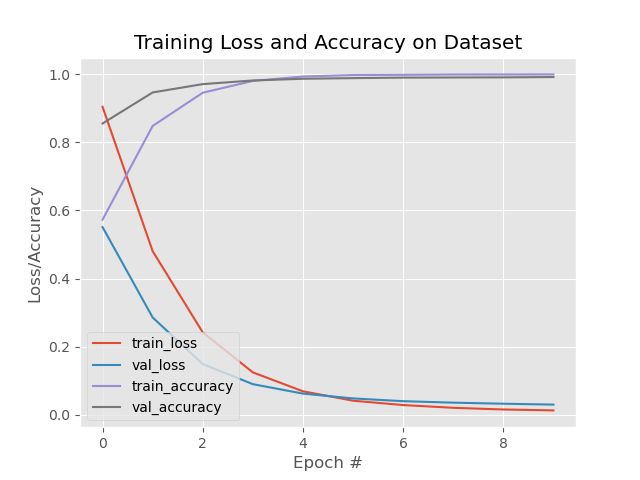 Training Loss and Accuracy on Dataset
1.0
0.8
0.6
0.4
0.2
0.0
Loss/Accuracy
train_loss
val_loss
train_accuracy
val_accuracy
0 2 4 6 8
Epoch #